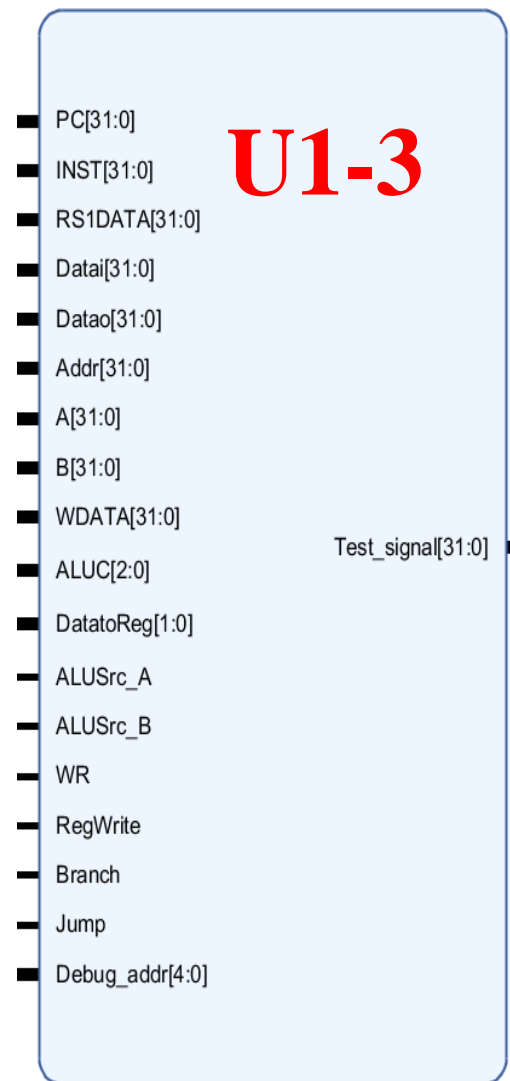 U1-3
PC[31:0]
INST[31:0]
RS1DATA[31:0]
Datai[31:0]
Datao[31:0]
Addr[31:0]
A[31:0]
B[31:0]
WDATA[31:0]
Test_signal[31:0]
ALUC[2:0]
DatatoReg[1:0]
ALUSrc_A
ALUSrc_B
WR
RegWrite
Branch
Jump
Debug_addr[4:0]